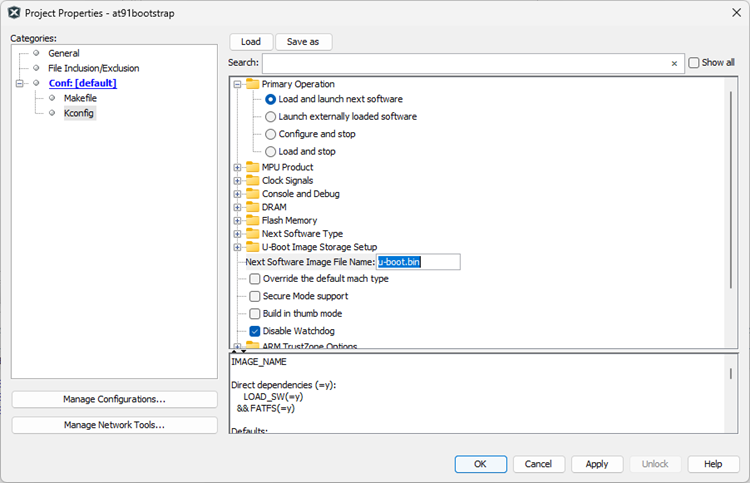 Project Properties - at91bootstrap
Categories:
General
File Inclusion/Exclusion
Conf: [default]
Makefile
Kconfig
Manage Configurations...
Manage Network Tools...
Load Save as
Search: × Show all
Primary Operation
Load and launch next software
Launch externally loaded software
Configure and stop
Load and stop
MPU Product
Clock Signals
Console and Debug
DRAM
Flash Memory
Next Software Type
U-Boot Image Storage Setup
Next Software Image File Name: u-boot.bin
Override the default mach type
Secure Mode support
Build in thumb mode
Disable Watchdog
ARM TrustZone Options
IMAGE_NAME
Direct dependencies (=y):
LOAD_SW(=y)
&& FATFS(=y)
Defaults:
OK Cancel Apply Unlock Help